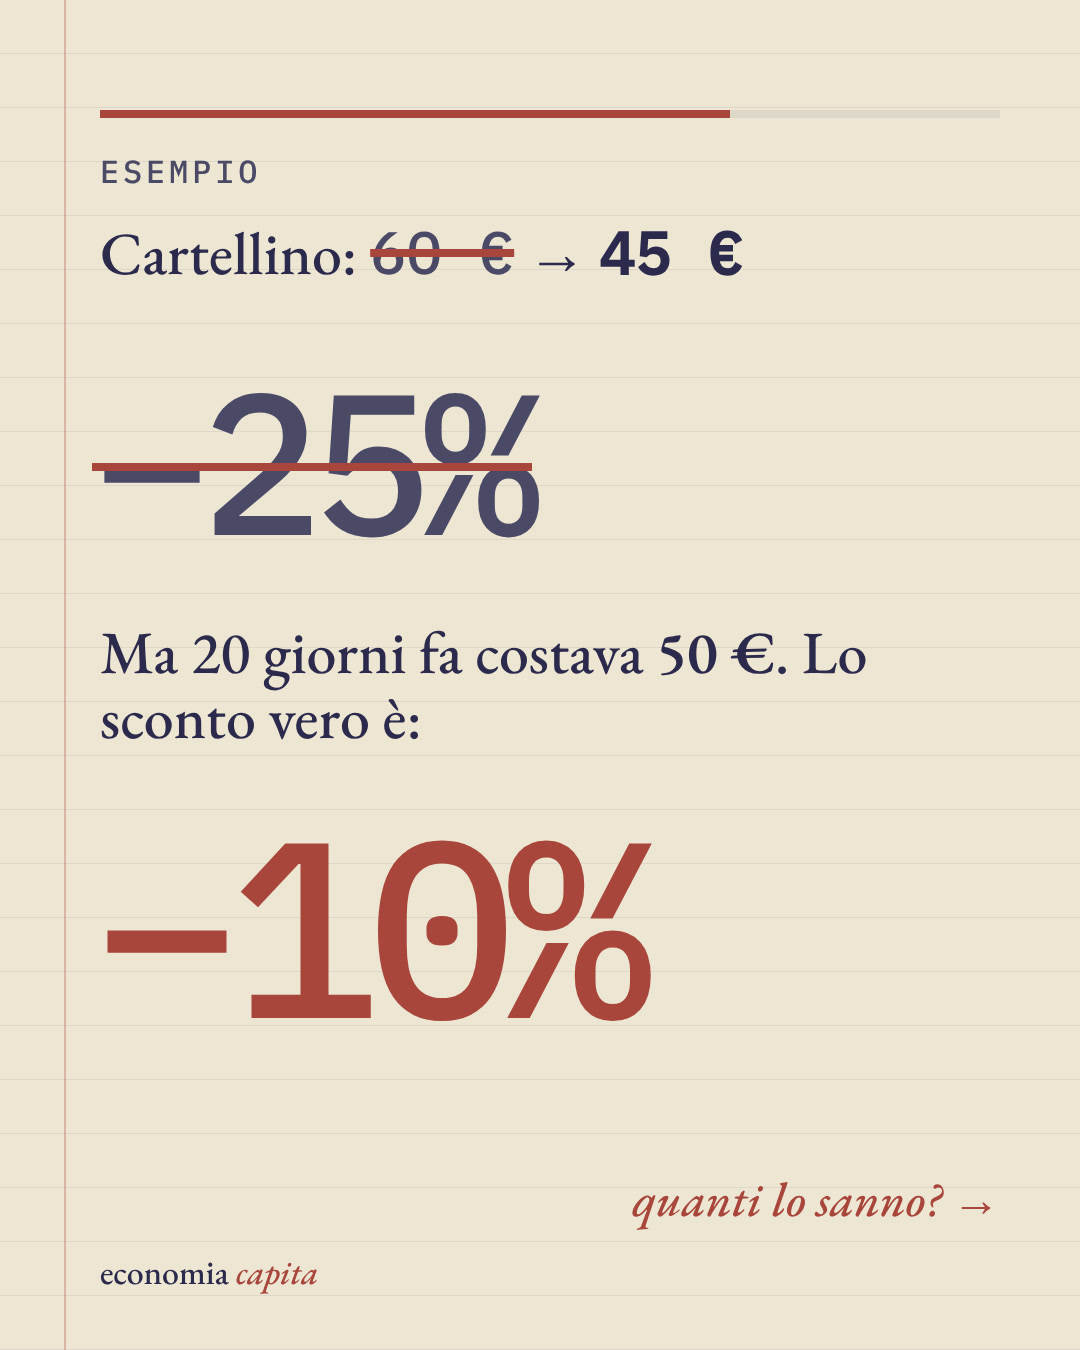 ESEMPIO
Cartellino: 60 € → 45 €
−25%
Ma 20 giorni fa costava 50 €. Lo
sconto vero è:
−10%
quanti lo sanno? →
economia capita